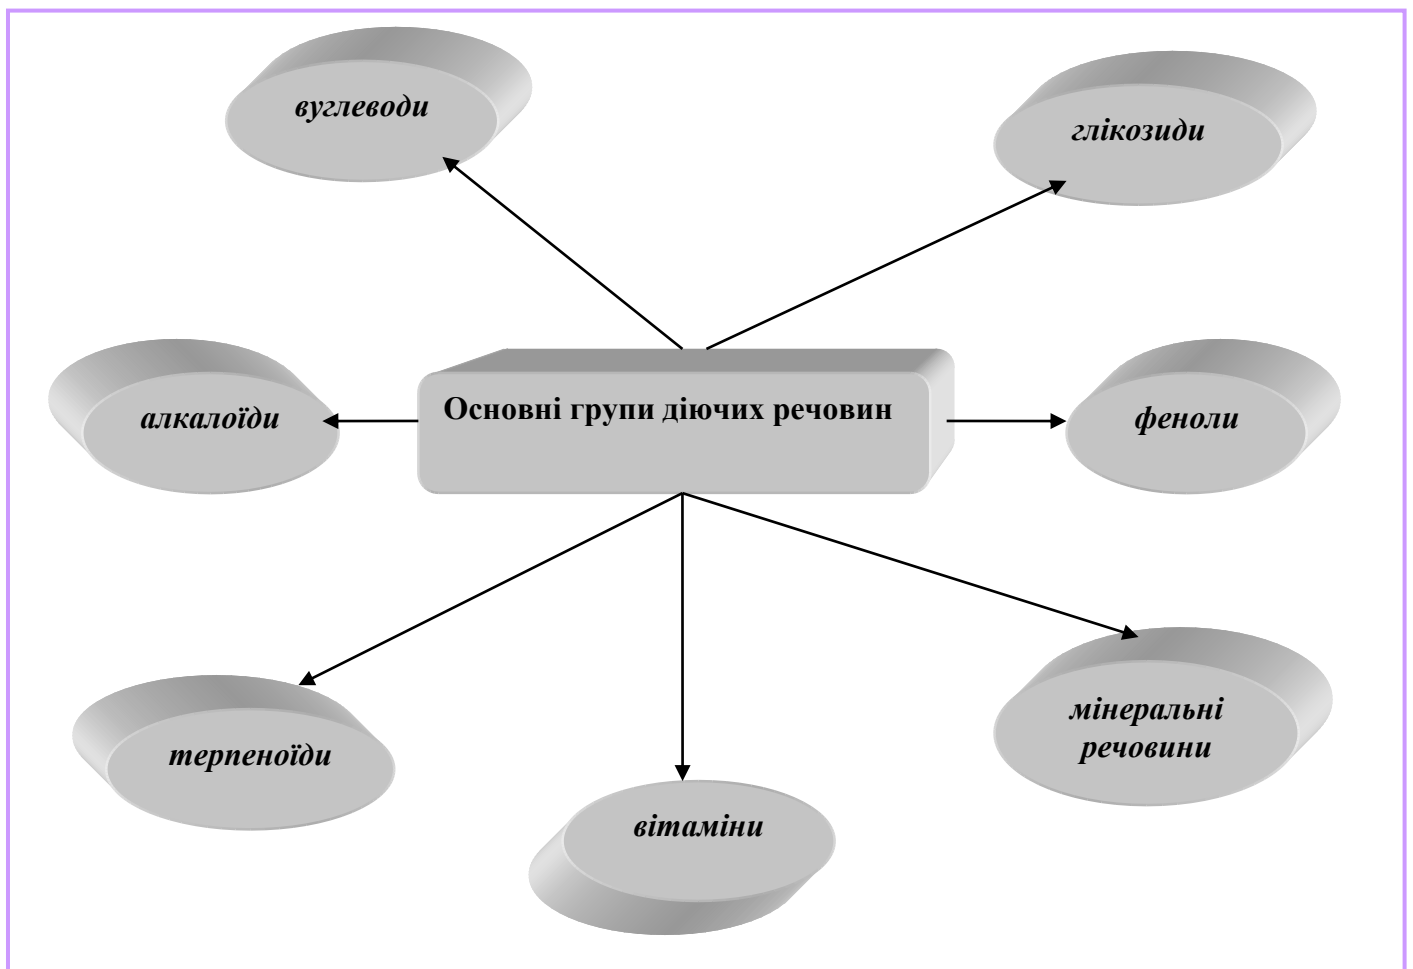 вуглеводи
глікозиди
Основні групи діючих речовин
алкалоїди
феноли
терпеноїди
мінеральні
речовини
вітаміни